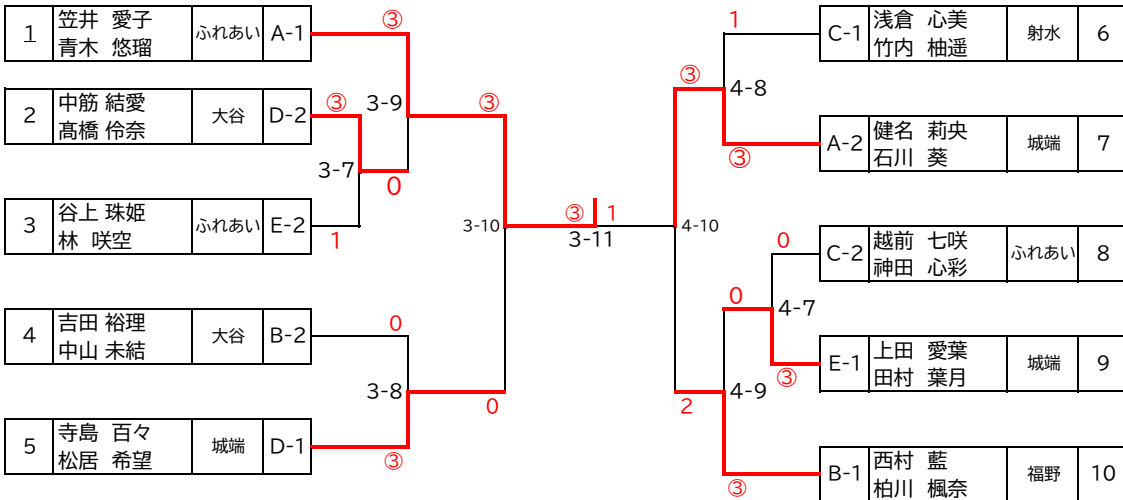 1 笠井 愛子 ふれあい A-1
青木 悠瑠
③
2 中筋 結愛 大谷 D-2
髙橋 伶奈
③
3-9
③
3-7
0
3 谷上 珠姫 ふれあい E-2
林 咲空
1
3-10
4 吉田 裕理 大谷 B-2
中山 未結
0
3-8
0
5 寺島 百々 城端 D-1
松居 希望
③
③ 1
3-11
1
C-1 浅倉 心美 射水 6
竹内 柚遥
③
4-8
A-2 健名 莉央 城端 7
石川 葵
③
4-10
0
C-2 越前 七咲 ふれあい 8
神田 心彩
0
4-7
E-1 上田 愛葉 城端 9
田村 葉月
③
4-9
2
B-1 西村 藍 福野 10
柏川 楓奈
③